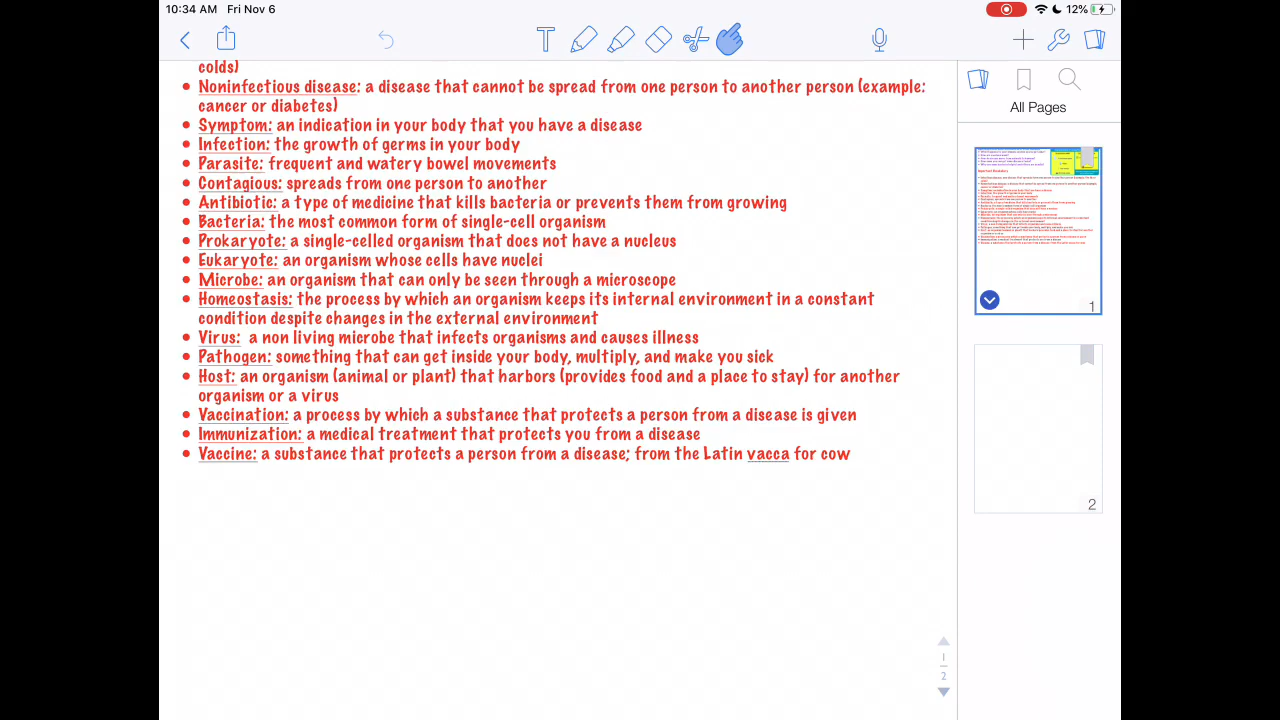 10:34 AM Fri Nov 6
12%
T
colds)
• Noninfectious disease: a disease that cannot be spread from one person to another person (example:
cancer or diabetes)
• Symptom: an indication in your body that you have a disease
• Infection: the growth of germs in your body
• Parasite: frequent and watery bowel movements
• Contagious: spreads from one person to another
• Antibiotic: a type of medicine that kills bacteria or prevents them from growing
• Bacteria: the most common form of single-cell organism
• Prokaryote: a single-celled organism that does not have a nucleus
• Eukaryote: an organism whose cells have nuclei
• Microbe: an organism that can only be seen through a microscope
• Homeostasis: the process by which an organism keeps its internal environment in a constant
condition despite changes in the external environment
• Virus: a non living microbe that infects organisms and causes illness
• Pathogen: something that can get inside your body, multiply, and make you sick
• Host: an organism (animal or plant) that harbors (provides food and a place to stay) for another
organism or a virus
• Vaccination: a process by which a substance that protects a person from a disease is given
• Immunization: a medical treatment that protects you from a disease
• Vaccine: a substance that protects a person from a disease; from the Latin vacca for cow
1
2
All Pages
1
2